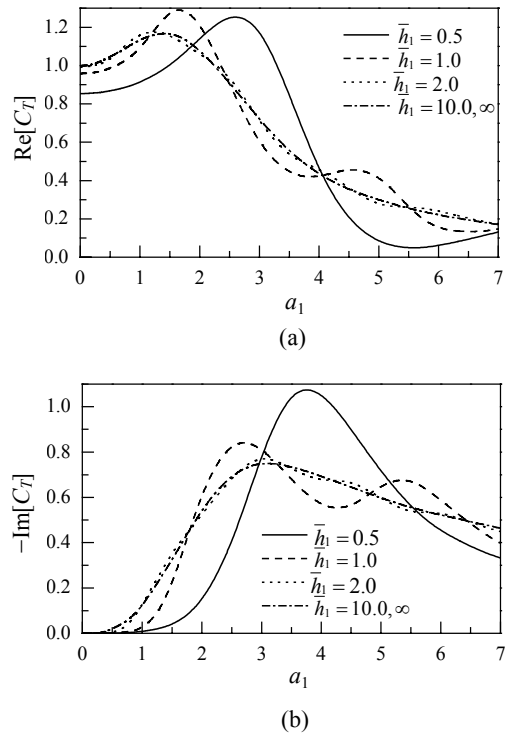 Re[C_T]
1.2
1.0
0.8
0.6
0.4
0.2
0.0
h̅₁ = 0.5
h̅₁ = 1.0
h̅₁ = 2.0
h̅₁ = 10.0, ∞
0 1 2 3 4 5 6 7
a₁
(a)
−Im[C_T]
1.0
0.8
0.6
0.4
0.2
0.0
h̅₁ = 0.5
h̅₁ = 1.0
h̅₁ = 2.0
h̅₁ = 10.0, ∞
0 1 2 3 4 5 6 7
a₁
(b)